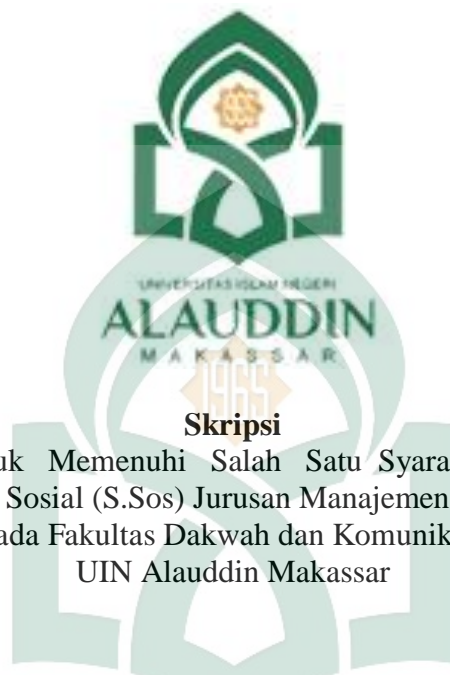 UNIVERSITAS ISLAM NEGERI
ALAUDDIN
MAKASSAR
1965
Skripsi
uk Memenuhi Salah Satu Syara
Sosial (S.Sos) Jurusan Manajemen
ada Fakultas Dakwah dan Komunik
UIN Alauddin Makassar